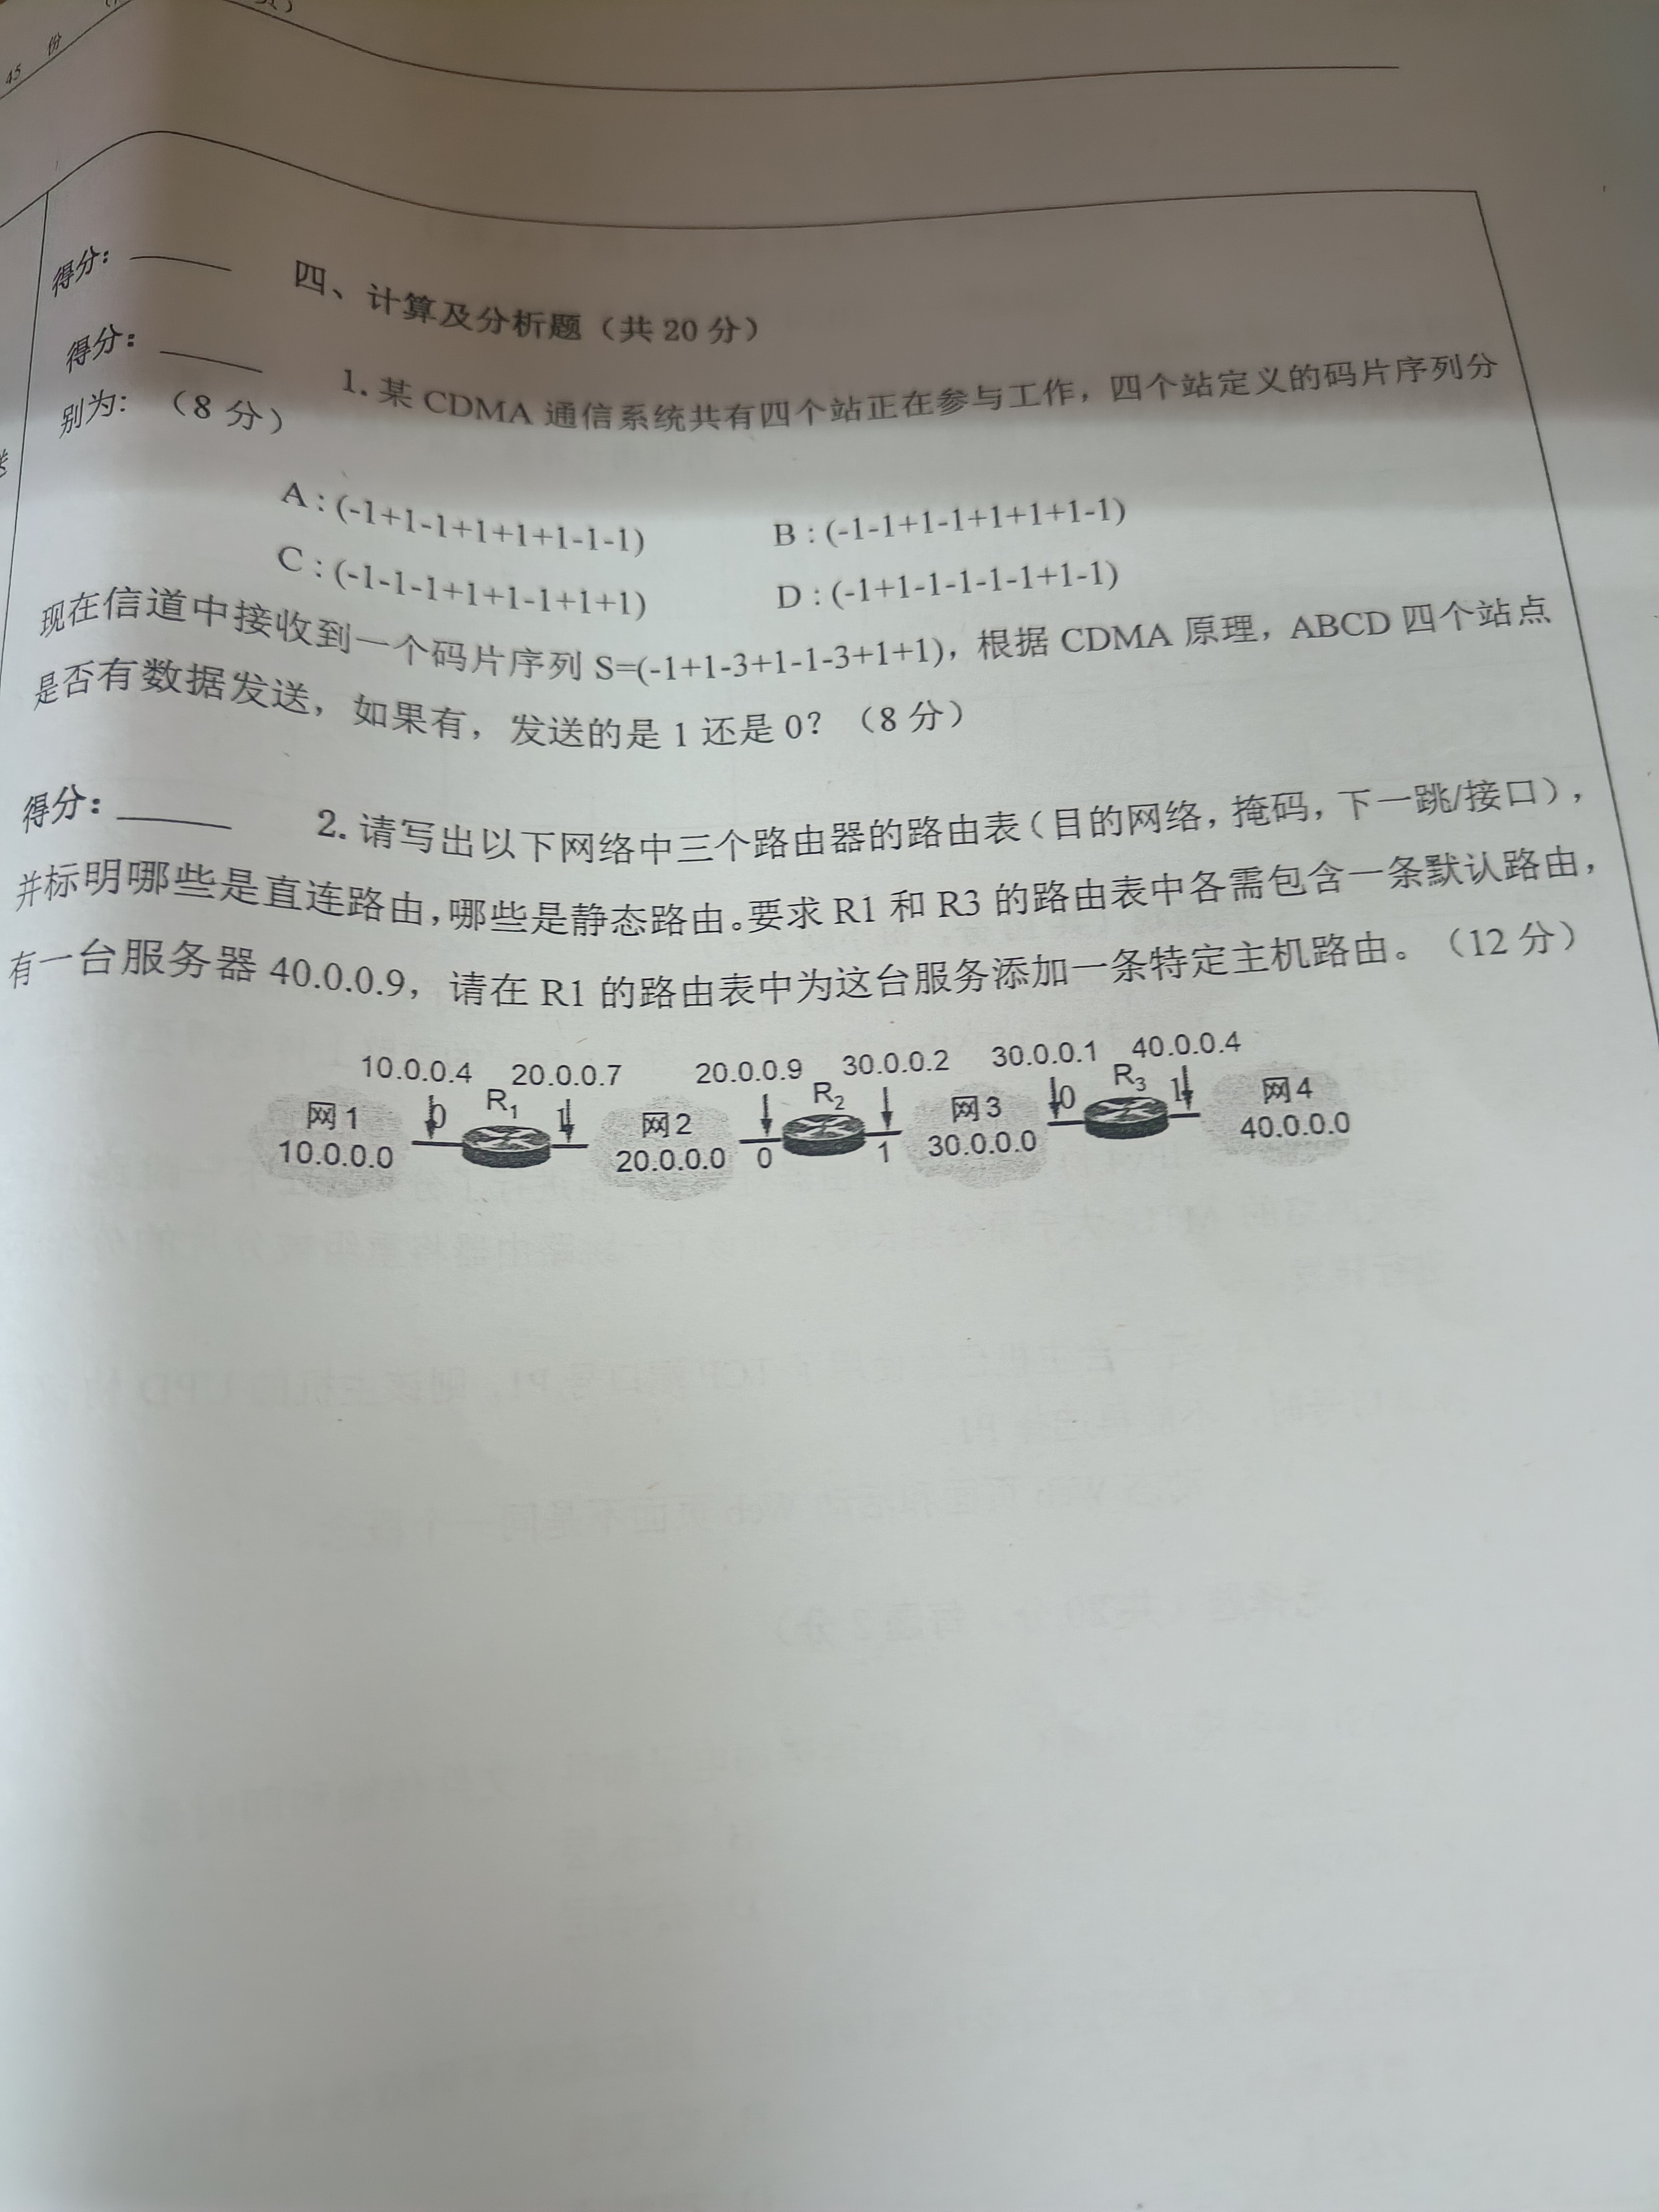 45
份
得分：
四、计算及分析题（共 20 分）
得分：
1. 某 CDMA 通信系统共有四个站正在参与工作，四个站定义的码片序列分
别为：（8 分）
A : (-1+1-1+1+1+1-1-1)
B : (-1-1+1-1+1+1+1-1)
C : (-1-1-1+1+1-1+1+1)
D : (-1+1-1-1-1-1+1-1)
现在信道中接收到一个码片序列 S=(-1+1-3+1-1-3+1+1)，根据 CDMA 原理，ABCD 四个站点
是否有数据发送，如果有，发送的是 1 还是 0？（8 分）
得分：
2. 请写出以下网络中三个路由器的路由表（目的网络，掩码，下一跳/接口），
并标明哪些是直连路由，哪些是静态路由。要求 R1 和 R3 的路由表中各需包含一条默认路由，
有一台服务器 40.0.0.9，请在 R1 的路由表中为这台服务添加一条特定主机路由。（12 分）
10.0.0.4 20.0.0.7 20.0.0.9 30.0.0.2 30.0.0.1 40.0.0.4
网1 0 R1 1 网2 R2 网3 0 R3 1 网4
10.0.0.0 20.0.0.0 0 1 30.0.0.0 40.0.0.0